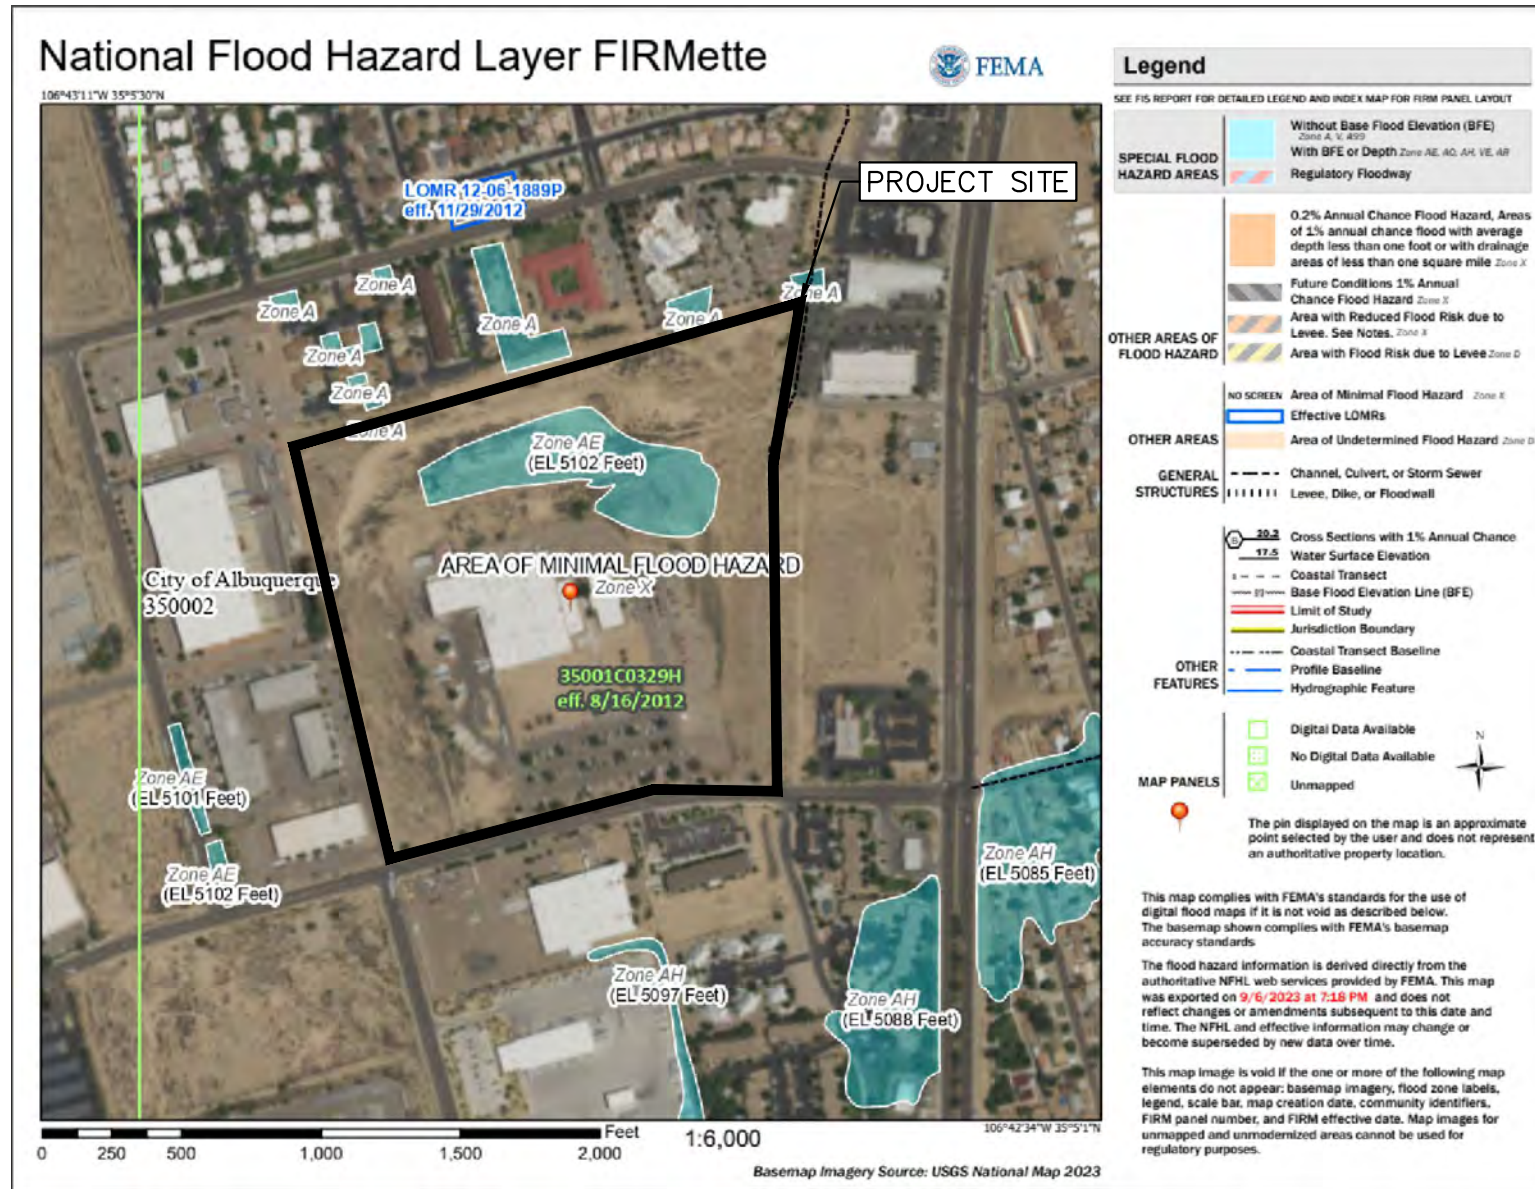 National Flood Hazard Layer FIRMette
FEMA
106°43'11"W 35°5'30"N
LOMR 12-06-1889P
eff. 11/29/2012
PROJECT SITE
Zone A
Zone A
Zone A
Zone A
Zone A
Zone A
Zone A
Zone A
Zone AE
(EL 5102 Feet)
AREA OF MINIMAL FLOOD HAZARD
Zone X
City of Albuquerque
350002
35001C0329H
eff. 8/16/2012
Zone AE
(EL 5101 Feet)
Zone AE
(EL 5102 Feet)
Zone AH
(EL 5085 Feet)
Zone AH
(EL 5097 Feet)
Zone AH
(EL 5088 Feet)
Feet
0 250 500 1,000 1,500 2,000
1:6,000
106°42'34"W 35°5'1"N
Basemap Imagery Source: USGS National Map 2023
Legend
SEE FIS REPORT FOR DETAILED LEGEND AND INDEX MAP FOR FIRM PANEL LAYOUT
SPECIAL FLOOD
HAZARD AREAS
Without Base Flood Elevation (BFE)
Zone A, V, A99
With BFE or Depth Zone AE, AO, AH, VE, AR
Regulatory Floodway
OTHER AREAS OF
FLOOD HAZARD
0.2% Annual Chance Flood Hazard, Areas
of 1% annual chance flood with average
depth less than one foot or with drainage
areas of less than one square mile Zone X
Future Conditions 1% Annual
Chance Flood Hazard Zone X
Area with Reduced Flood Risk due to
Levee. See Notes. Zone X
Area with Flood Risk due to Levee Zone D
OTHER AREAS
NO SCREEN Area of Minimal Flood Hazard Zone X
Effective LOMRs
Area of Undetermined Flood Hazard Zone D
GENERAL
STRUCTURES
Channel, Culvert, or Storm Sewer
Levee, Dike, or Floodwall
OTHER
FEATURES
B 20.2 Cross Sections with 1% Annual Chance
17.5 Water Surface Elevation
Coastal Transect
Base Flood Elevation Line (BFE)
Limit of Study
Jurisdiction Boundary
Coastal Transect Baseline
Profile Baseline
Hydrographic Feature
MAP PANELS
Digital Data Available
No Digital Data Available
Unmapped
N
The pin displayed on the map is an approximate
point selected by the user and does not represent
an authoritative property location.
This map complies with FEMA's standards for the use of
digital flood maps if it is not void as described below.
The basemap shown complies with FEMA's basemap
accuracy standards
The flood hazard information is derived directly from the
authoritative NFHL web services provided by FEMA. This map
was exported on 9/6/2023 at 7:18 PM and does not
reflect changes or amendments subsequent to this date and
time. The NFHL and effective information may change or
become superseded by new data over time.
This map image is void if the one or more of the following map
elements do not appear: basemap imagery, flood zone labels,
legend, scale bar, map creation date, community identifiers,
FIRM panel number, and FIRM effective date. Map images for
unmapped and unmodernized areas cannot be used for
regulatory purposes.